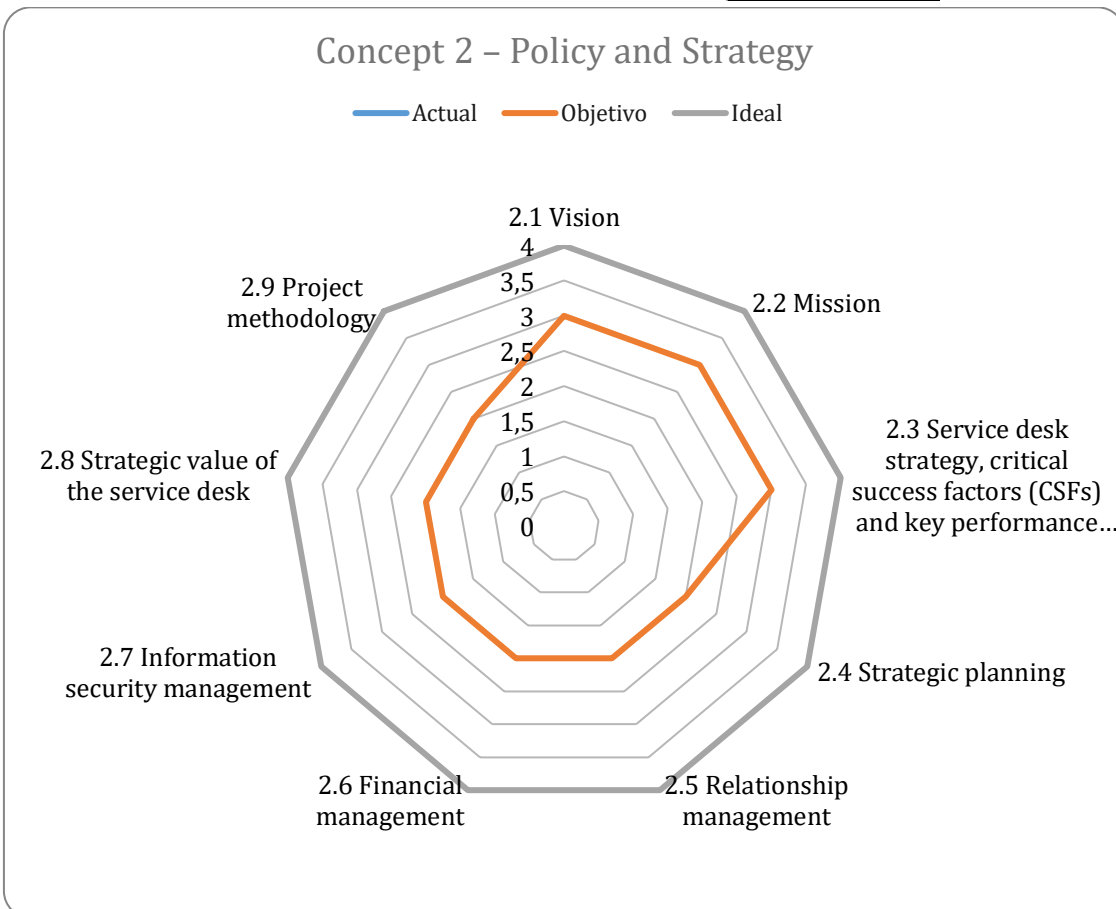 Concept 2 – Policy and Strategy
Actual Objetivo Ideal
2.1 Vision
4
3,5
3
2,5
2
1,5
1
0,5
0
2.2 Mission
2.3 Service desk
strategy, critical
success factors (CSFs)
and key performance...
2.4 Strategic planning
2.5 Relationship
management
2.6 Financial
management
2.7 Information
security management
2.8 Strategic value of
the service desk
2.9 Project
methodology